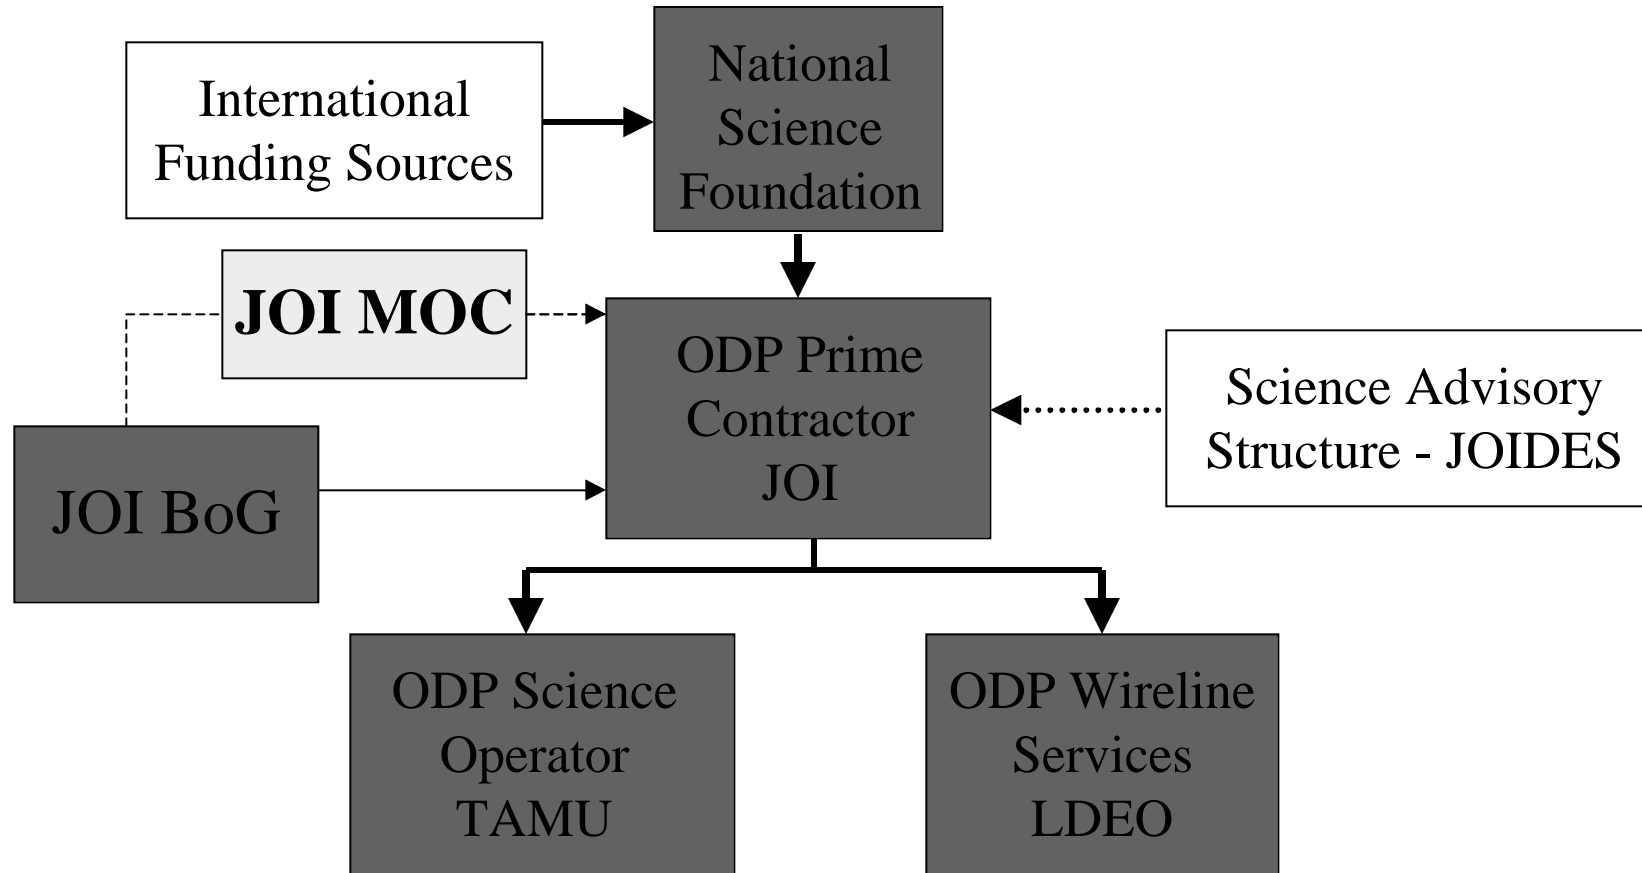 International
Funding Sources
National
Science
Foundation
JOI MOC
ODP Prime
Contractor
JOI
Science Advisory
Structure - JOIDES
JOI BoG
ODP Science
Operator
TAMU
ODP Wireline
Services
LDEO